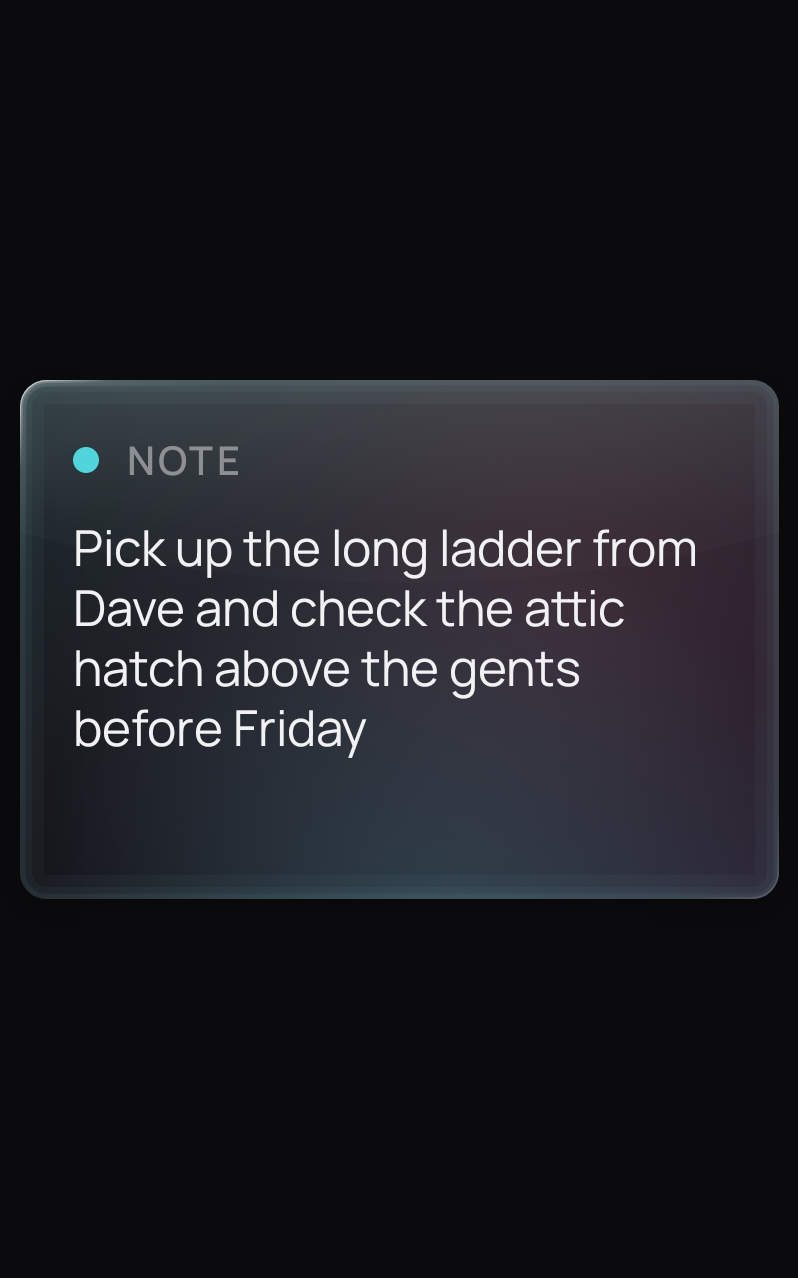 NOTE
Pick up the long ladder from
Dave and check the attic
hatch above the gents
before Friday